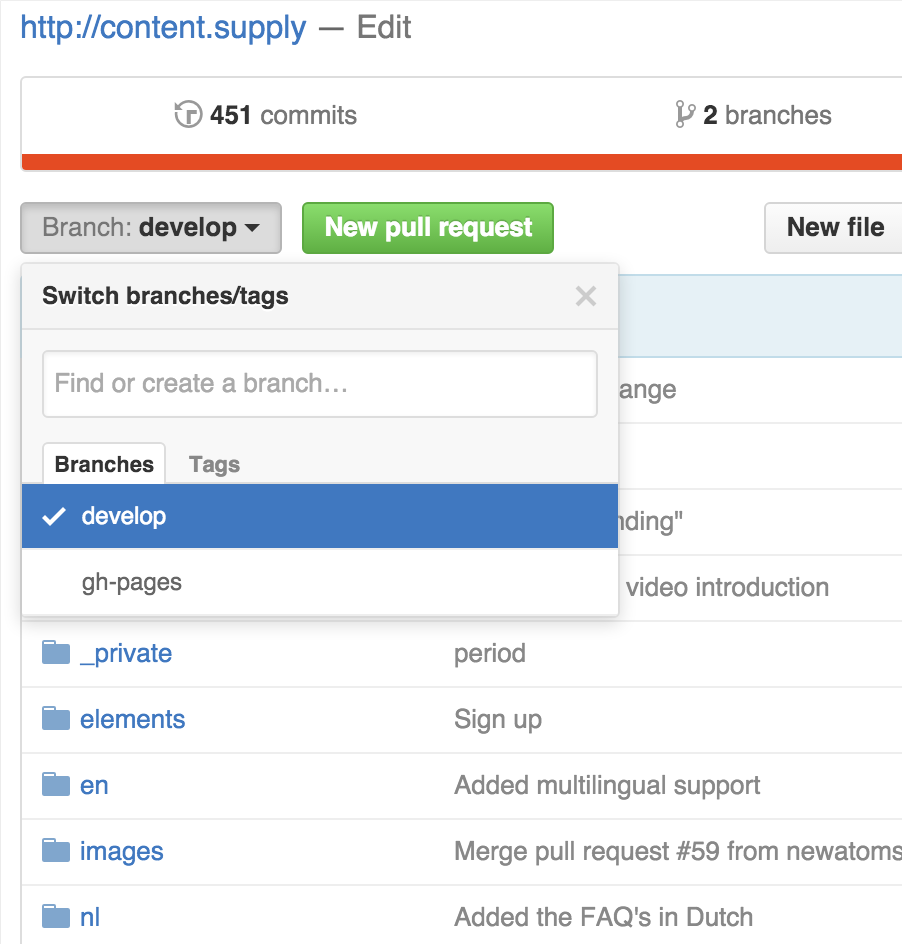 http://content.supply — Edit
451 commits
2 branches
Branch: develop
New pull request
New file
Switch branches/tags
Find or create a branch…
ange
Branches
Tags
develop
nding"
gh-pages
video introduction
_private
period
elements
Sign up
en
Added multilingual support
images
Merge pull request #59 from newatoms
nl
Added the FAQ's in Dutch